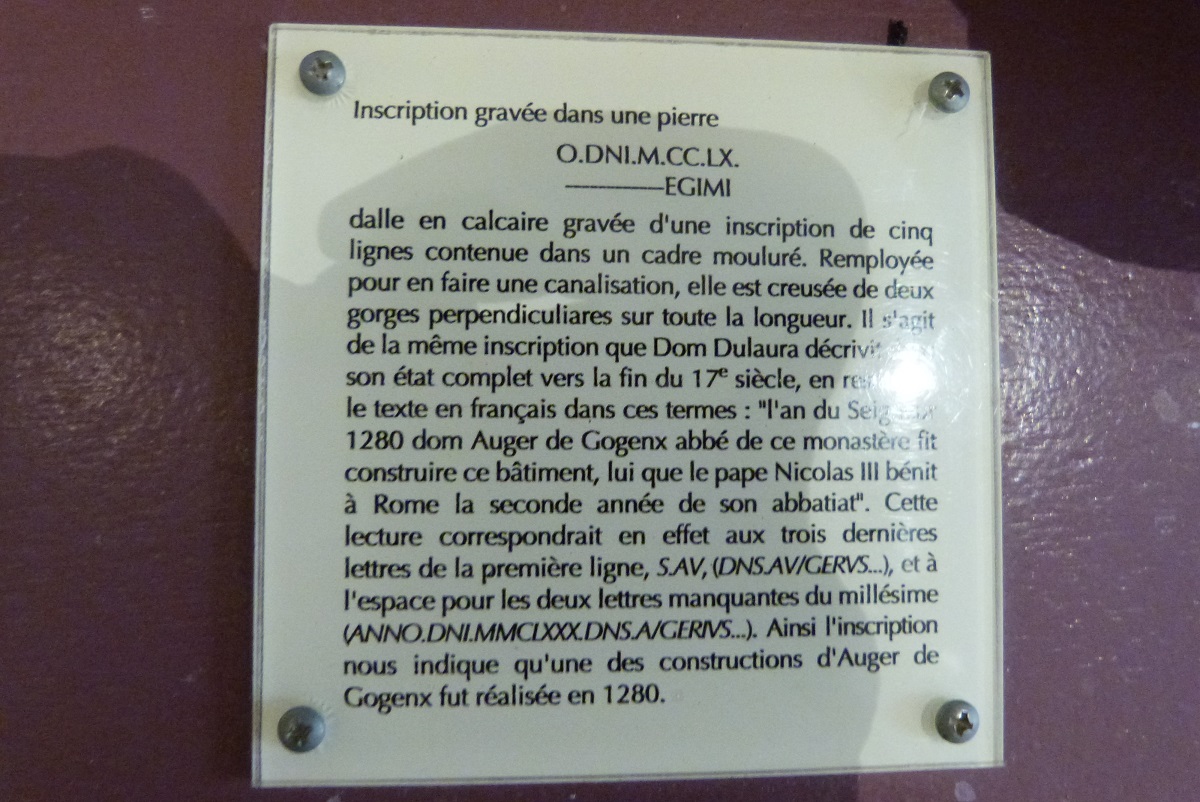 Inscription gravée dans une pierre
O.DNI.M.CC.LX.
————EGIMI
dalle en calcaire gravée d'une inscription de cinq
lignes contenue dans un cadre mouluré. Remployée
pour en faire une canalisation, elle est creusée de deux
gorges perpendiculiares sur toute la longueur. Il s'agit
de la même inscription que Dom Dulaura décrivit
son état complet vers la fin du 17e siècle, en
le texte en français dans ces termes : "l'an du Seigneur
1280 dom Auger de Gogenx abbé de ce monastère fit
construire ce bâtiment, lui que le pape Nicolas III bénit
à Rome la seconde année de son abbatiat". Cette
lecture correspondrait en effet aux trois dernières
lettres de la première ligne, S.AV, (DNS.AV/GERVS...), et à
l'espace pour les deux lettres manquantes du millésime
(ANNO.DNI.MMCLXXX.DNS.A/GERIVS...). Ainsi l'inscription
nous indique qu'une des constructions d'Auger de
Gogenx fut réalisée en 1280.